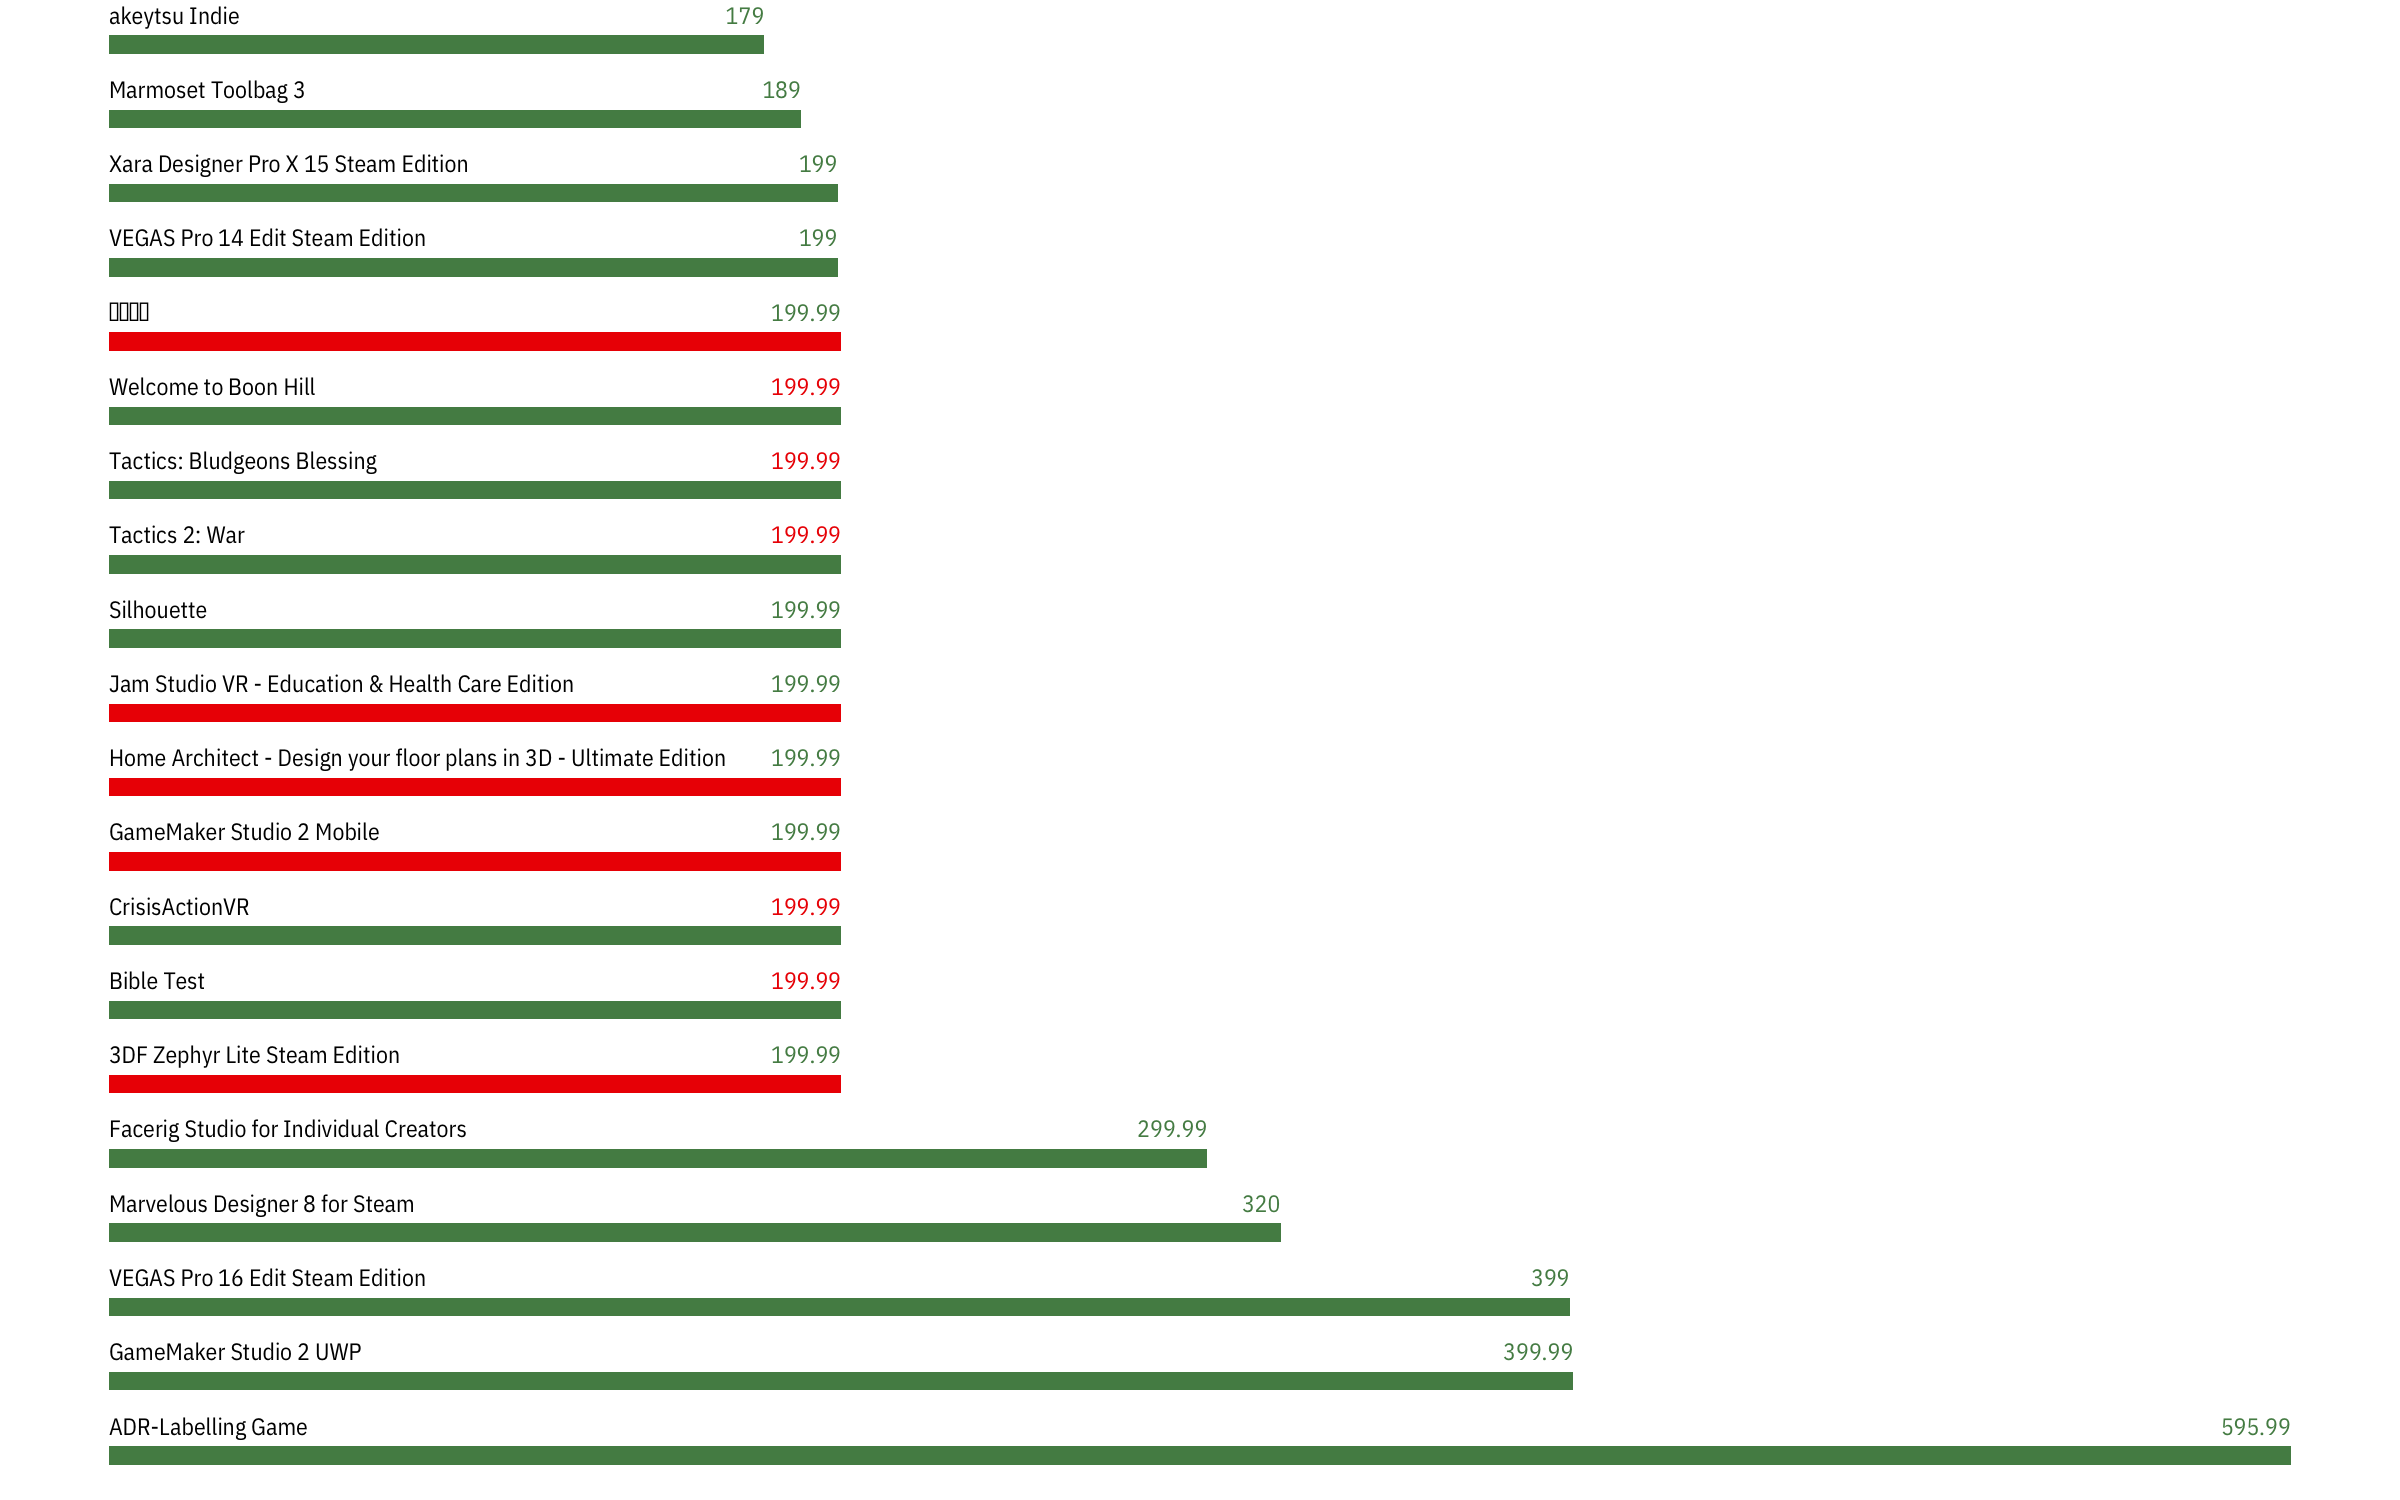 akeytsu Indie 179
Marmoset Toolbag 3 189
Xara Designer Pro X 15 Steam Edition 199
VEGAS Pro 14 Edit Steam Edition 199
199.99
Welcome to Boon Hill 199.99
Tactics: Bludgeons Blessing 199.99
Tactics 2: War 199.99
Silhouette 199.99
Jam Studio VR - Education & Health Care Edition 199.99
Home Architect - Design your floor plans in 3D - Ultimate Edition 199.99
GameMaker Studio 2 Mobile 199.99
CrisisActionVR 199.99
Bible Test 199.99
3DF Zephyr Lite Steam Edition 199.99
Facerig Studio for Individual Creators 299.99
Marvelous Designer 8 for Steam 320
VEGAS Pro 16 Edit Steam Edition 399
GameMaker Studio 2 UWP 399.99
ADR-Labelling Game 595.99